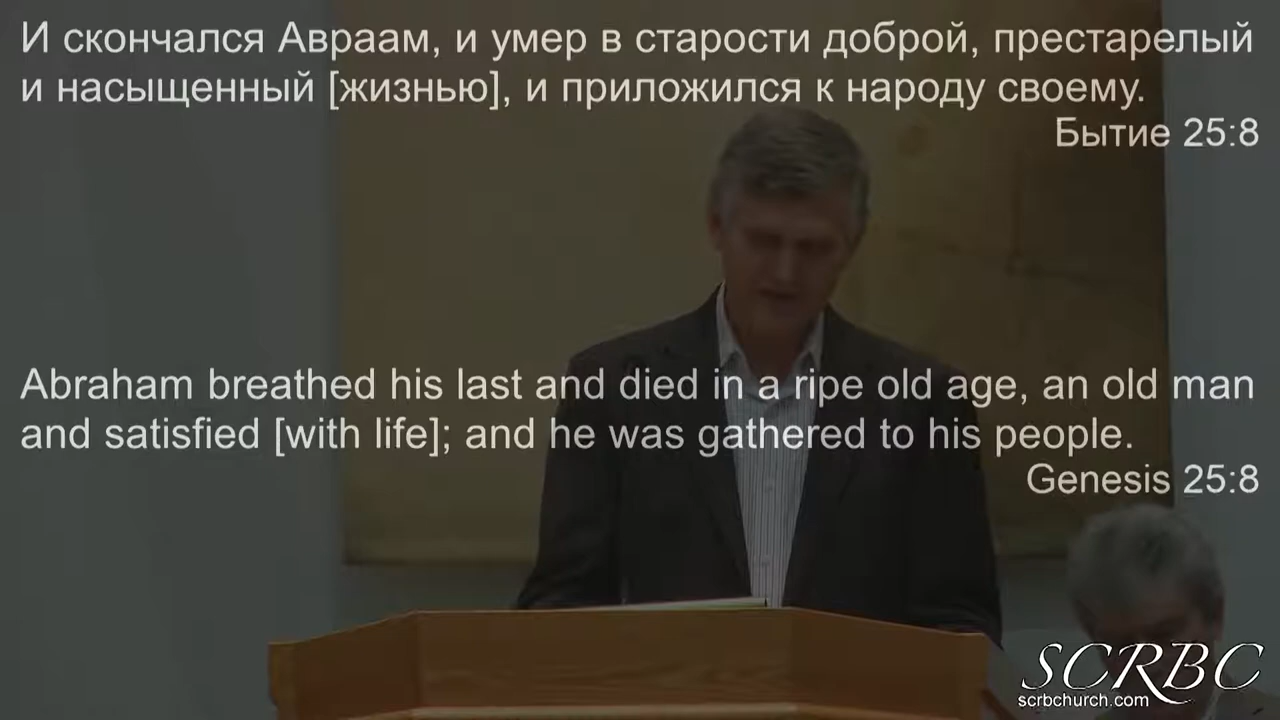 И скончался Авраам, и умер в старости доброй, престарелый
и насыщенный [жизнью], и приложился к народу своему.
Бытие 25:8
Abraham breathed his last and died in a ripe old age, an old man
and satisfied [with life]; and he was gathered to his people.
Genesis 25:8
SCRBC
scrbchurch.com